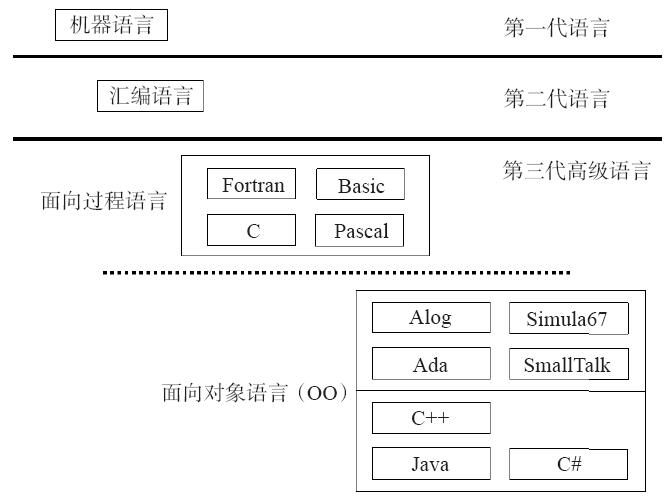 机器语言 第一代语言
汇编语言 第二代语言
第三代高级语言
Fortran Basic
面向过程语言
C Pascal
Alog Simula67
Ada SmallTalk
面向对象语言（OO）
C++
Java C#